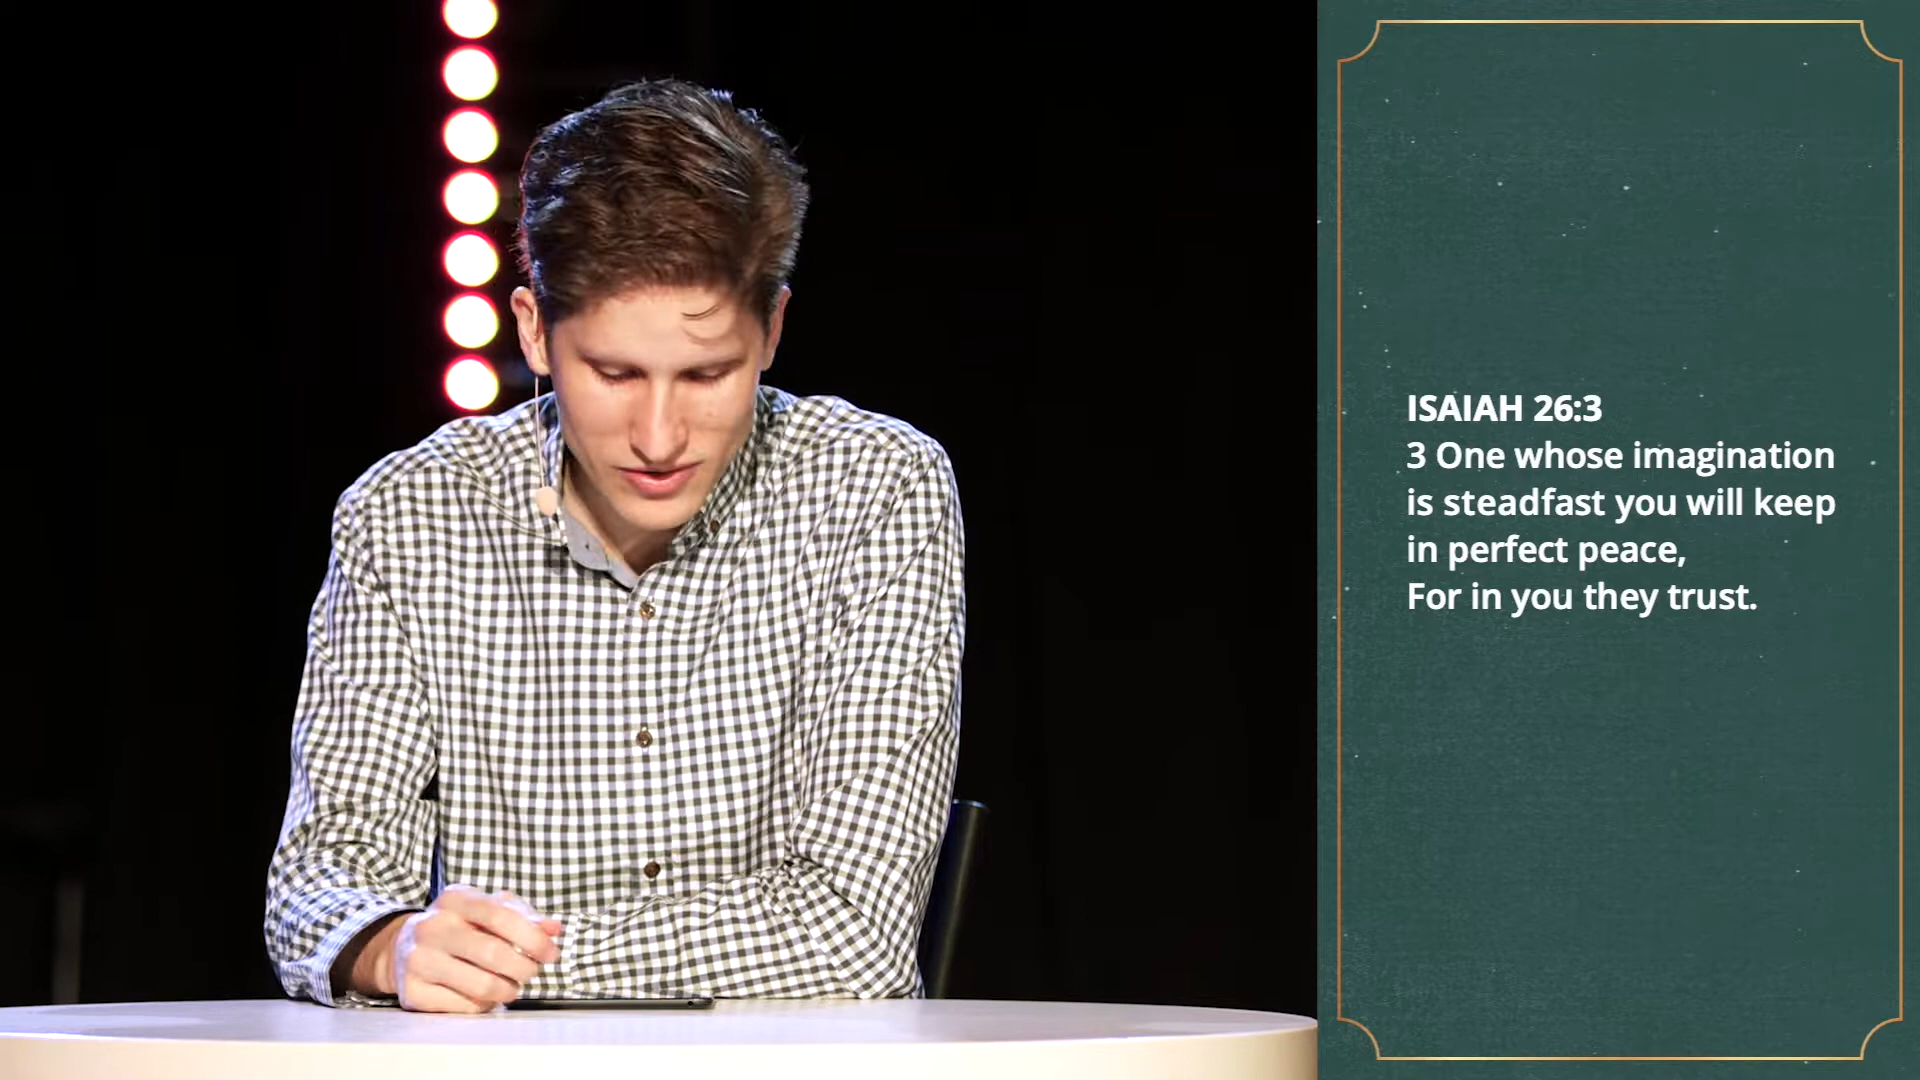 ISAIAH 26:3
3 One whose imagination
is steadfast you will keep
in perfect peace,
For in you they trust.